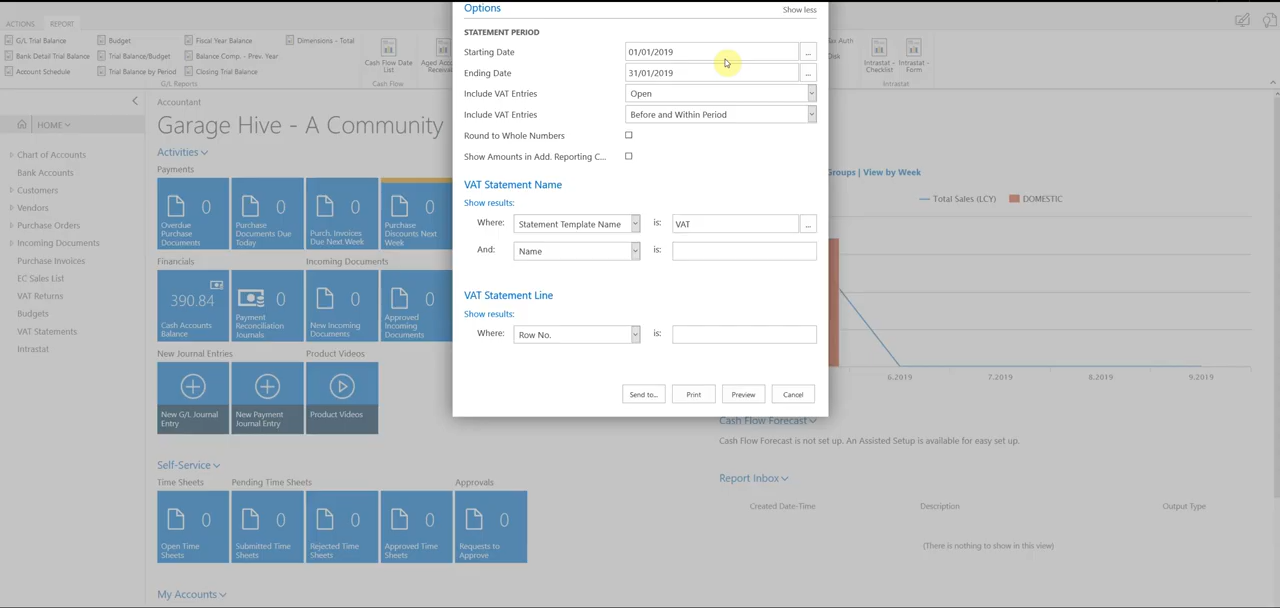 Options
Show less
ACTIONS REPORT
STATEMENT PERIOD
G/L Trial Balance
Bank Detail Trial Balance
Account Schedule
Budget
Trial Balance/Budget
Trial Balance by Period
Fiscal Year Balance
Balance Comp. - Prev. Year
Closing Trial Balance
Dimensions - Total
G/L Reports
Cash Flow Date
List
Cash Flow
Aged Acc
Receiva
Starting Date 01/01/2019 ...
Ending Date 31/01/2019 ...
Include VAT Entries Open
Include VAT Entries Before and Within Period
Round to Whole Numbers
Show Amounts in Add. Reporting C...
Intrastat -
Checklist
Intrastat -
Form
Intrastat
HOME
Chart of Accounts
Bank Accounts
Customers
Vendors
Purchase Orders
Incoming Documents
Purchase Invoices
EC Sales List
VAT Returns
Budgets
VAT Statements
Intrastat
Accountant
Garage Hive - A Community
Activities
Payments
0
Overdue
Purchase
Documents
0
Purchase
Documents Due
Today
0
Purch. Invoices
Due Next Week
0
Purchase
Discounts Next
Week
Financials
Incoming Documents
390.84
Cash Accounts
Balance
0
Payment
Reconciliation
Journals
0
New Incoming
Documents
0
Approved
Incoming
Documents
New Journal Entries
Product Videos
New G/L Journal
Entry
New Payment
Journal Entry
Product Videos
VAT Statement Name
Show results:
Where: Statement Template Name is: VAT ...
And: Name is:
VAT Statement Line
Show results:
Where: Row No. is:
Send to... Print Preview Cancel
Groups | View by Week
Total Sales (LCY) DOMESTIC
6.2019 7.2019 8.2019 9.2019
Cash Flow Forecast
Cash Flow Forecast is not set up. An Assisted Setup is available for easy set up.
Self-Service
Time Sheets
Pending Time Sheets
Approvals
0
Open Time
Sheets
0
Submitted Time
Sheets
0
Rejected Time
Sheets
0
Approved Time
Sheets
0
Requests to
Approve
Report Inbox
Created Date-Time Description Output Type
(There is nothing to show in this view)
My Accounts